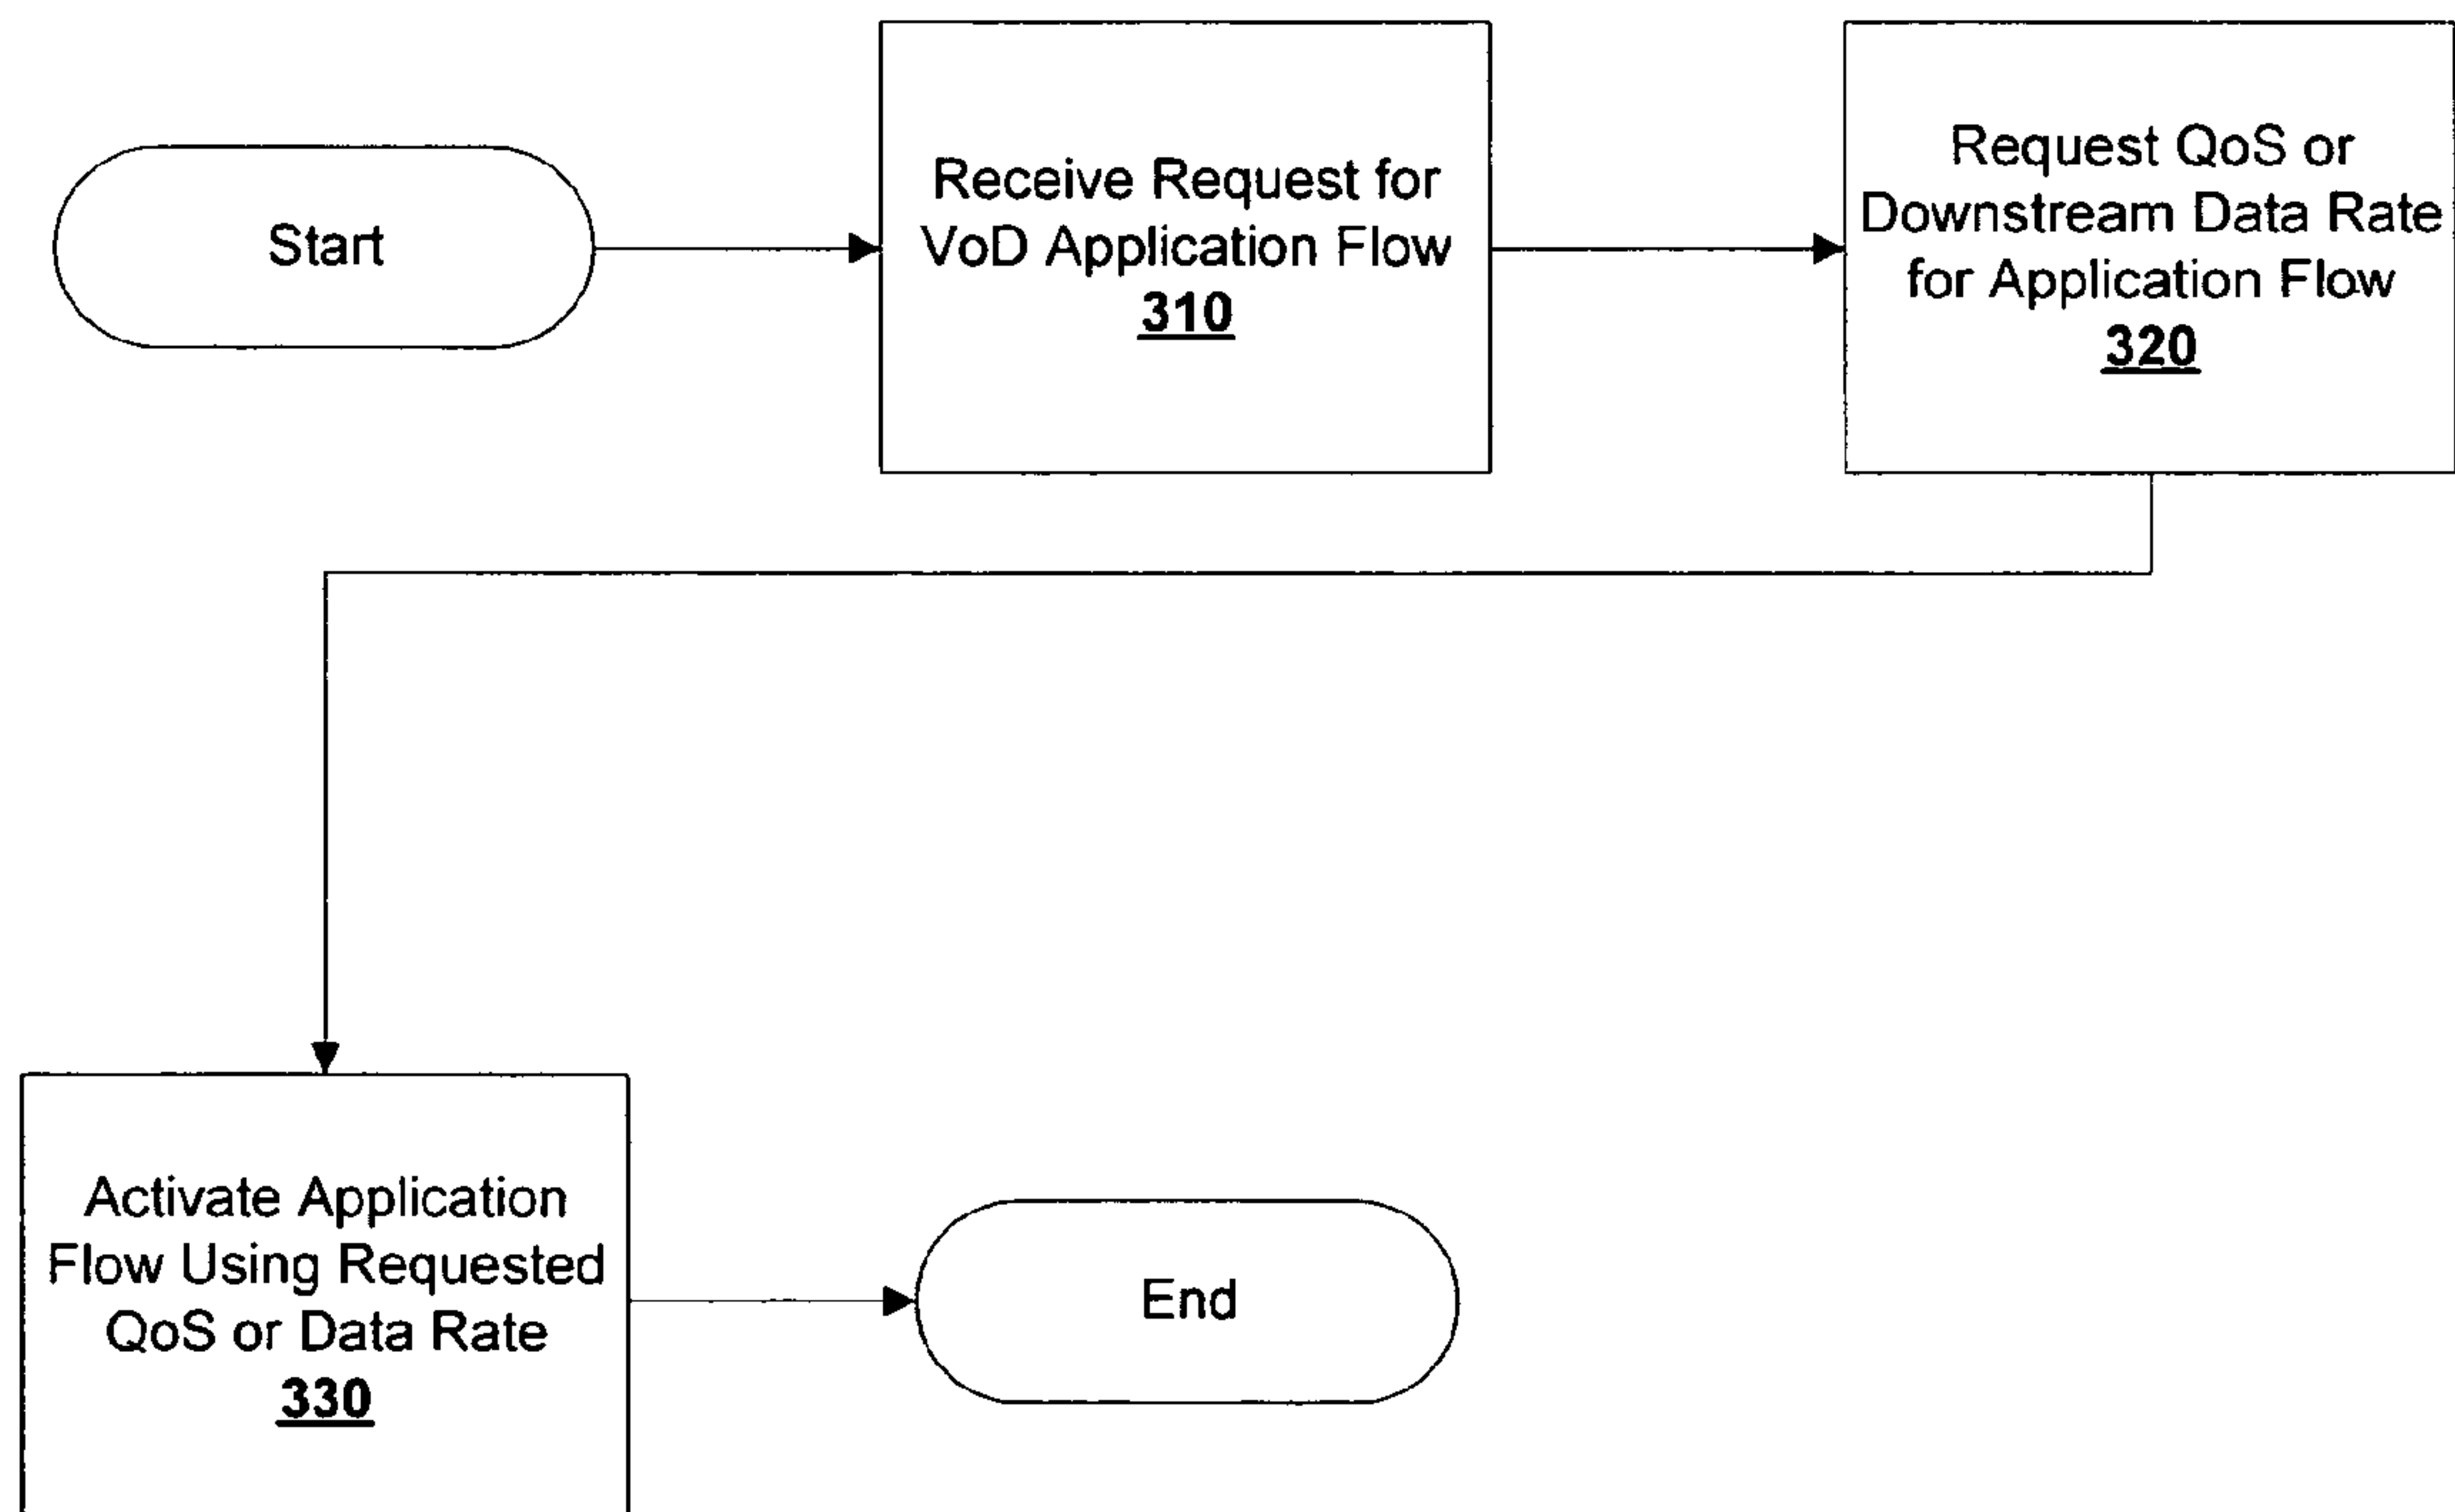 Start
Receive Request for
VoD Application Flow
310
Request QoS or
Downstream Data Rate
for Application Flow
320
Activate Application
Flow Using Requested
QoS or Data Rate
330
End